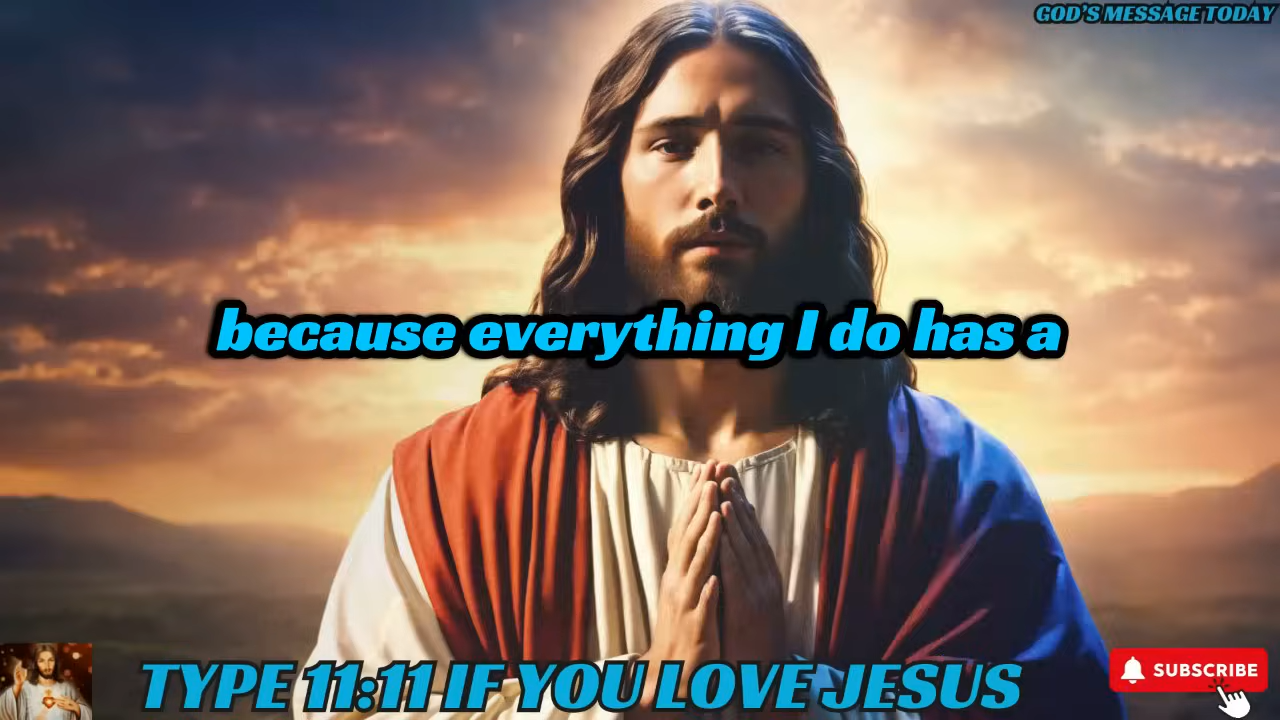 GOD'S MESSAGE TODAY
because everything I do has a
TYPE 11:11 IF YOU LOVE JESUS
SUBSCRIBE